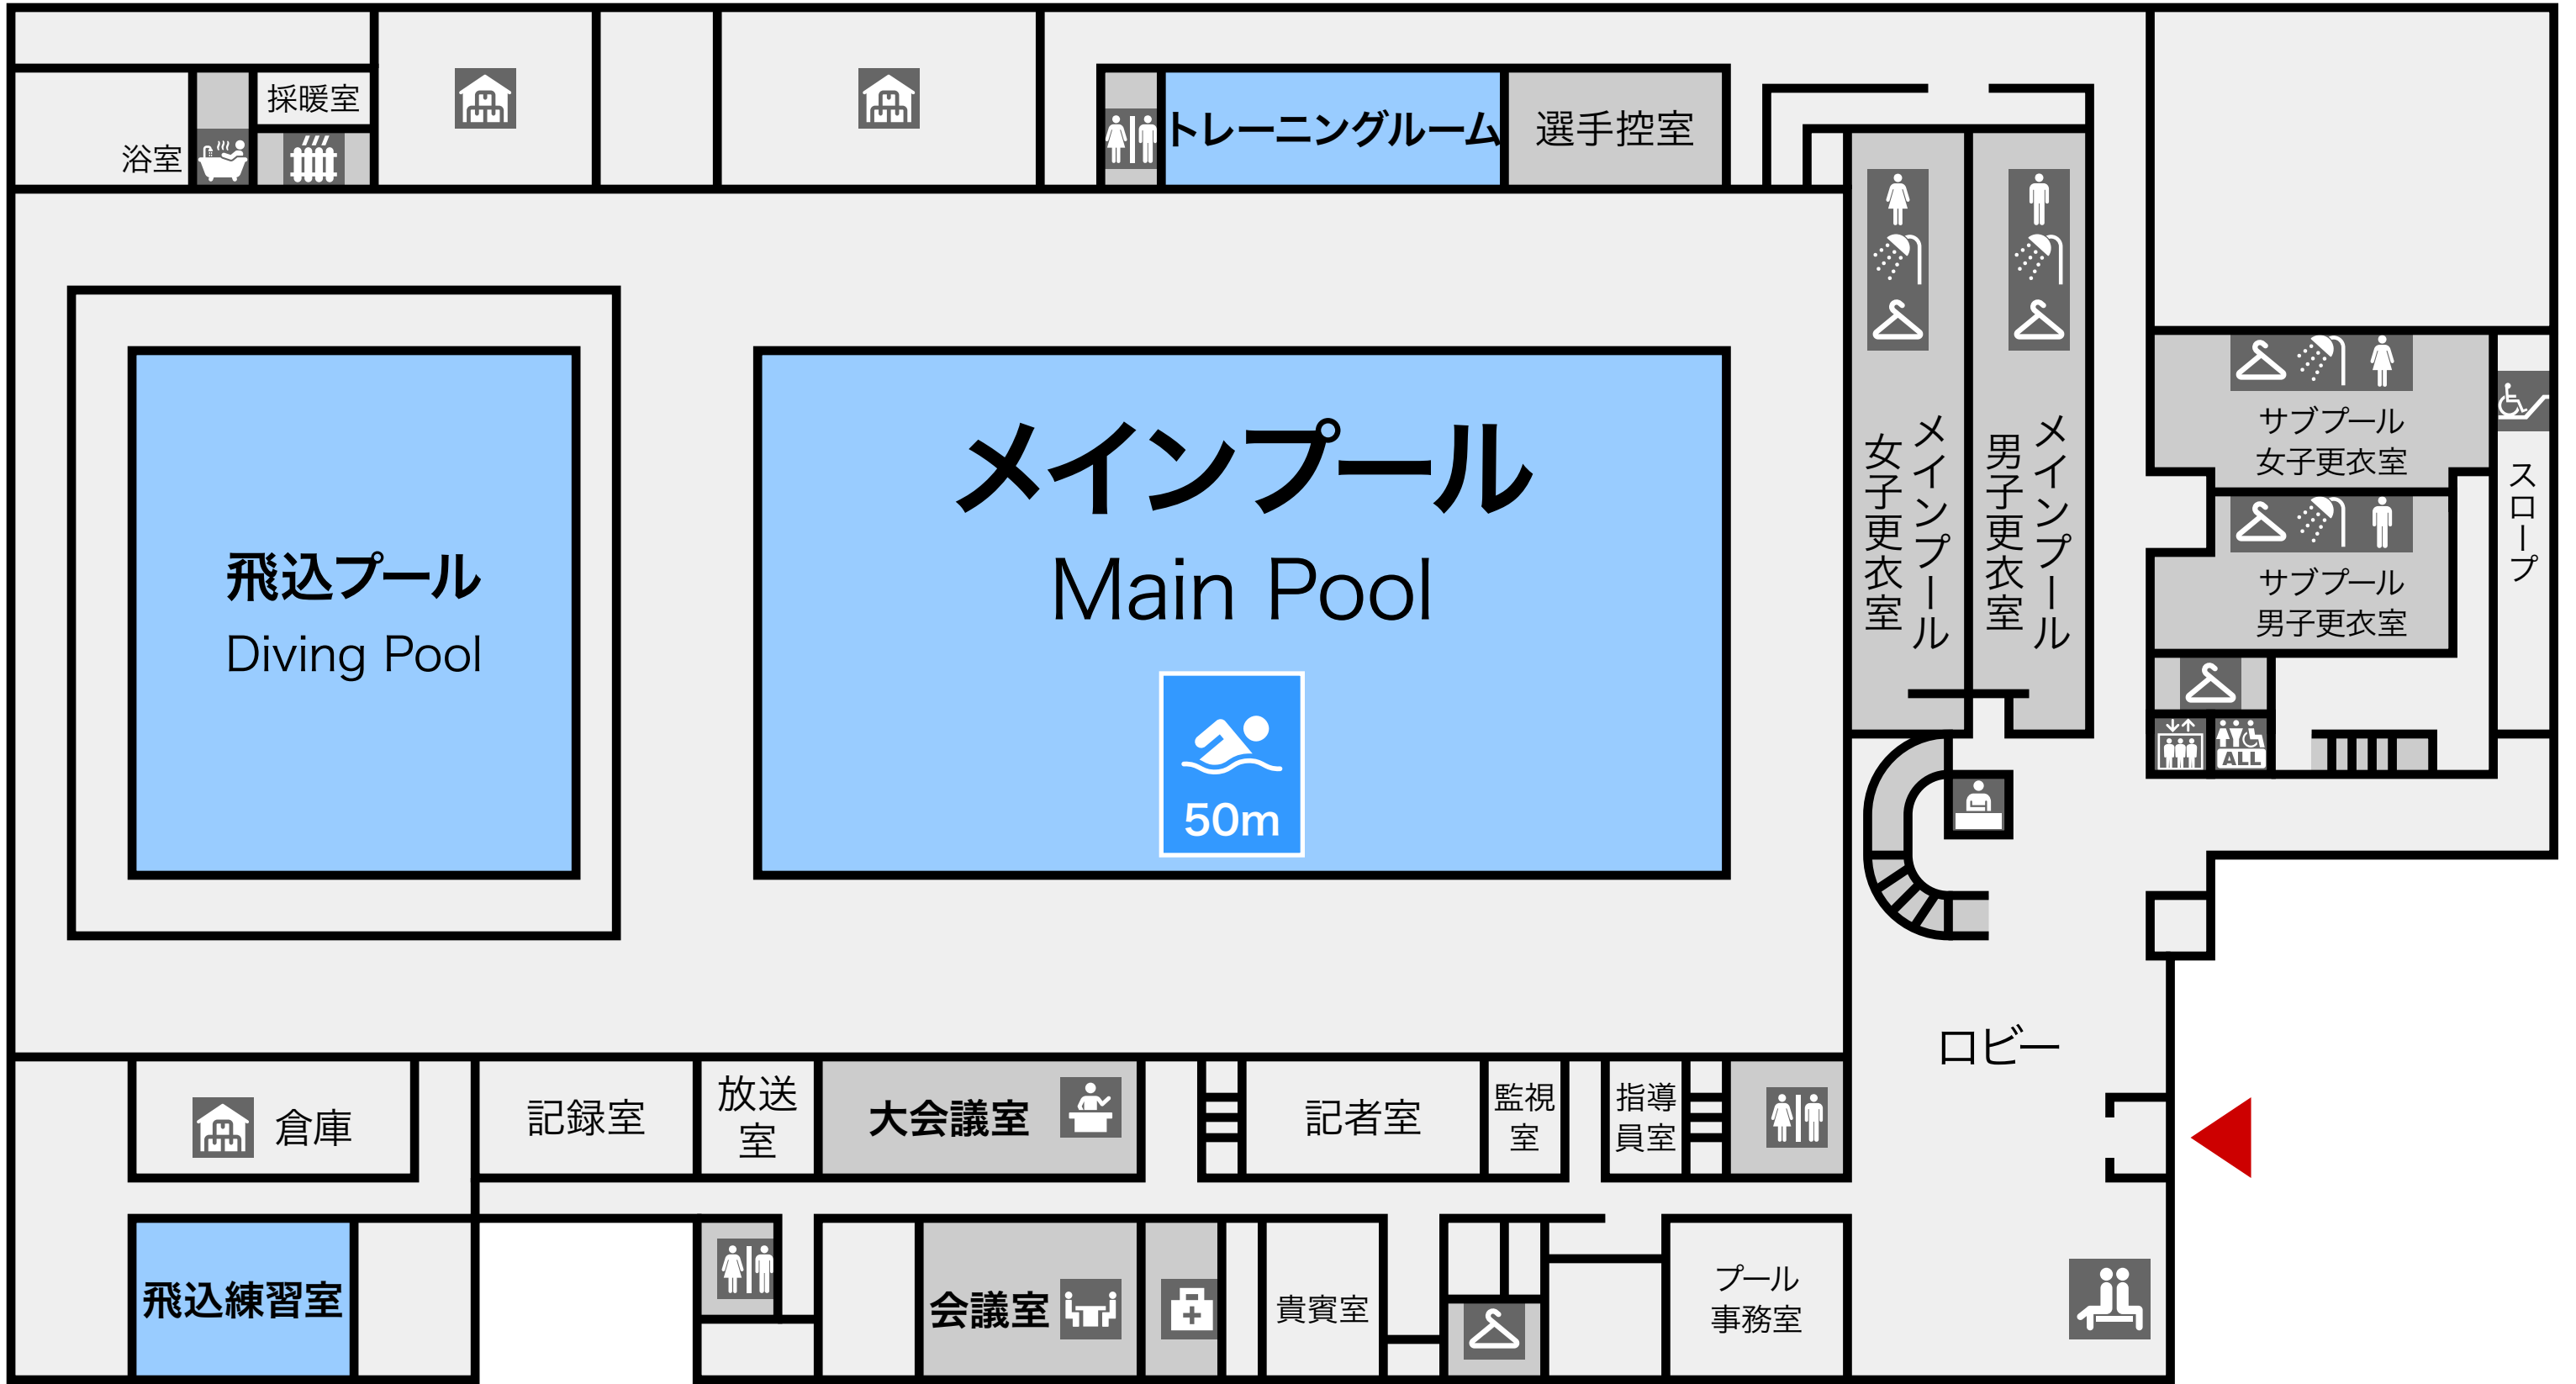 採暖室
浴室
トレーニングルーム
選手控室
メインプール
女子更衣室
メインプール
男子更衣室
サブプール
女子更衣室
サブプール
男子更衣室
スロープ
ALL
飛込プール
Diving Pool
メインプール
Main Pool
50m
ロビー
倉庫
記録室
放送
室
大会議室
記者室
監視
室
指導
員室
飛込練習室
会議室
貴賓室
プール
事務室